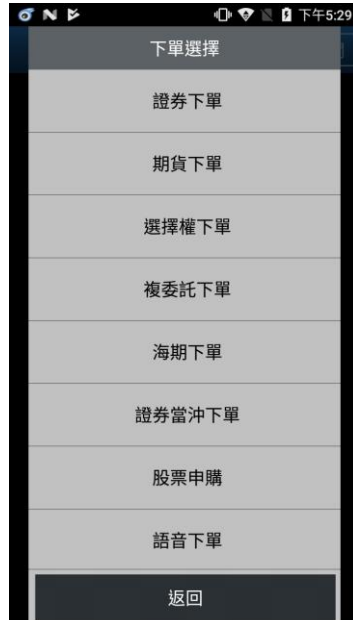 下午5:29
下單選擇
證券下單
期貨下單
選擇權下單
複委託下單
海期下單
證券當沖下單
股票申購
語音下單
返回